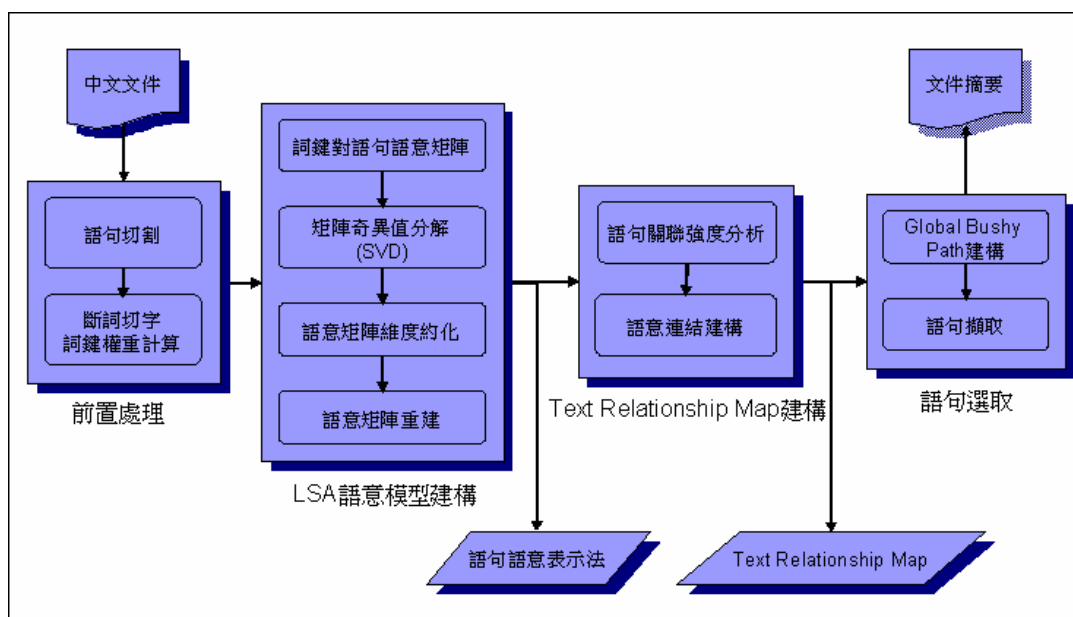 中文文件
語句切割
斷詞切字
詞鍵權重計算
前置處理
詞鍵對語句語意矩陣
矩陣奇異值分解
(SVD)
語意矩陣維度約化
語意矩陣重建
LSA語意模型建構
語句語意表示法
語句關聯強度分析
語意連結建構
Text Relationship Map建構
Text Relationship Map
文件摘要
Global Bushy
Path建構
語句擷取
語句選取